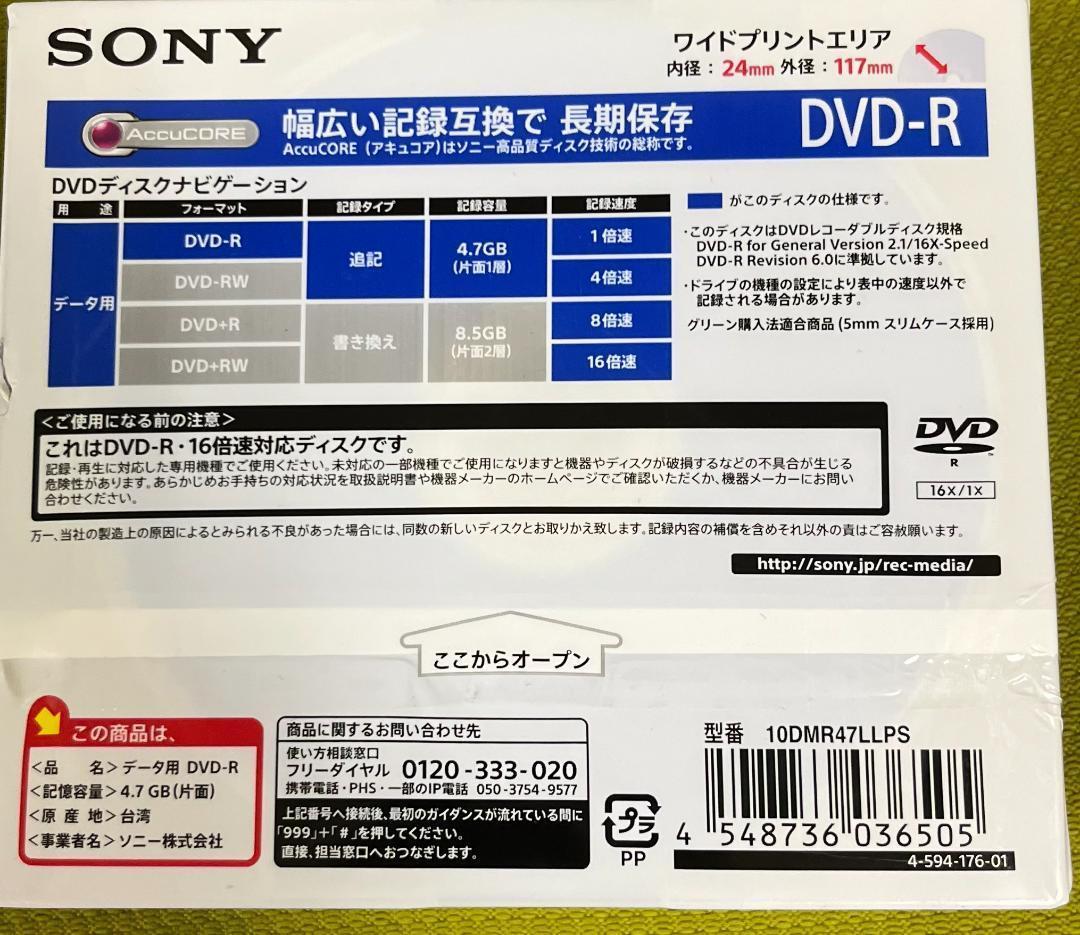 SONY
ワイドプリントエリア
内径：24mm 外径：117mm
AccuCORE
幅広い記録互換で 長期保存
AccuCORE（アキュコア）はソニー高品質ディスク技術の総称です。
DVD-R
DVDディスクナビゲーション
用 途 フォーマット 記録タイプ 記録容量 記録速度
データ用
DVD-R
DVD-RW
DVD+R
DVD+RW
追記
書き換え
4.7GB
(片面1層)
8.5GB
(片面2層)
1倍速
4倍速
8倍速
16倍速
がこのディスクの仕様です。
・このディスクはDVDレコーダブルディスク規格
DVD-R for General Version 2.1/16X-Speed
DVD-R Revision 6.0に準拠しています。
・ドライブの機種の設定により表中の速度以外で
記録される場合があります。
グリーン購入法適合商品(5mm スリムケース採用)
＜ご使用になる前の注意＞
これはDVD-R・16倍速対応ディスクです。
記録・再生に対応した専用機種でご使用ください。未対応の一部機種でご使用になりますと機器やディスクが破損するなどの不具合が生じる
危険性があります。あらかじめお手持ちの対応状況を取扱説明書や機器メーカーのホームページでご確認いただくか、機器メーカーにお問い
合わせください。
DVD
R
™
16X/1X
万一、当社の製造上の原因によるとみられる不良があった場合には、同数の新しいディスクとお取りかえ致します。記録内容の補償を含めそれ以外の責はご容赦願います。
http://sony.jp/rec-media/
ここからオープン
この商品は、
＜品　　名＞データ用 DVD-R
＜記憶容量＞4.7 GB(片面)
＜原 産 地＞台湾
＜事業者名＞ソニー株式会社
商品に関するお問い合わせ先
使い方相談窓口
フリーダイヤル 0120-333-020
携帯電話・PHS・一部のIP電話 050-3754-9577
上記番号へ接続後、最初のガイダンスが流れている間に
「999」+「#」を押してください。
直接、担当窓口へおつなぎします。
プラ
PP
型番 10DMR47LLPS
4 548736 036505
4-594-176-01